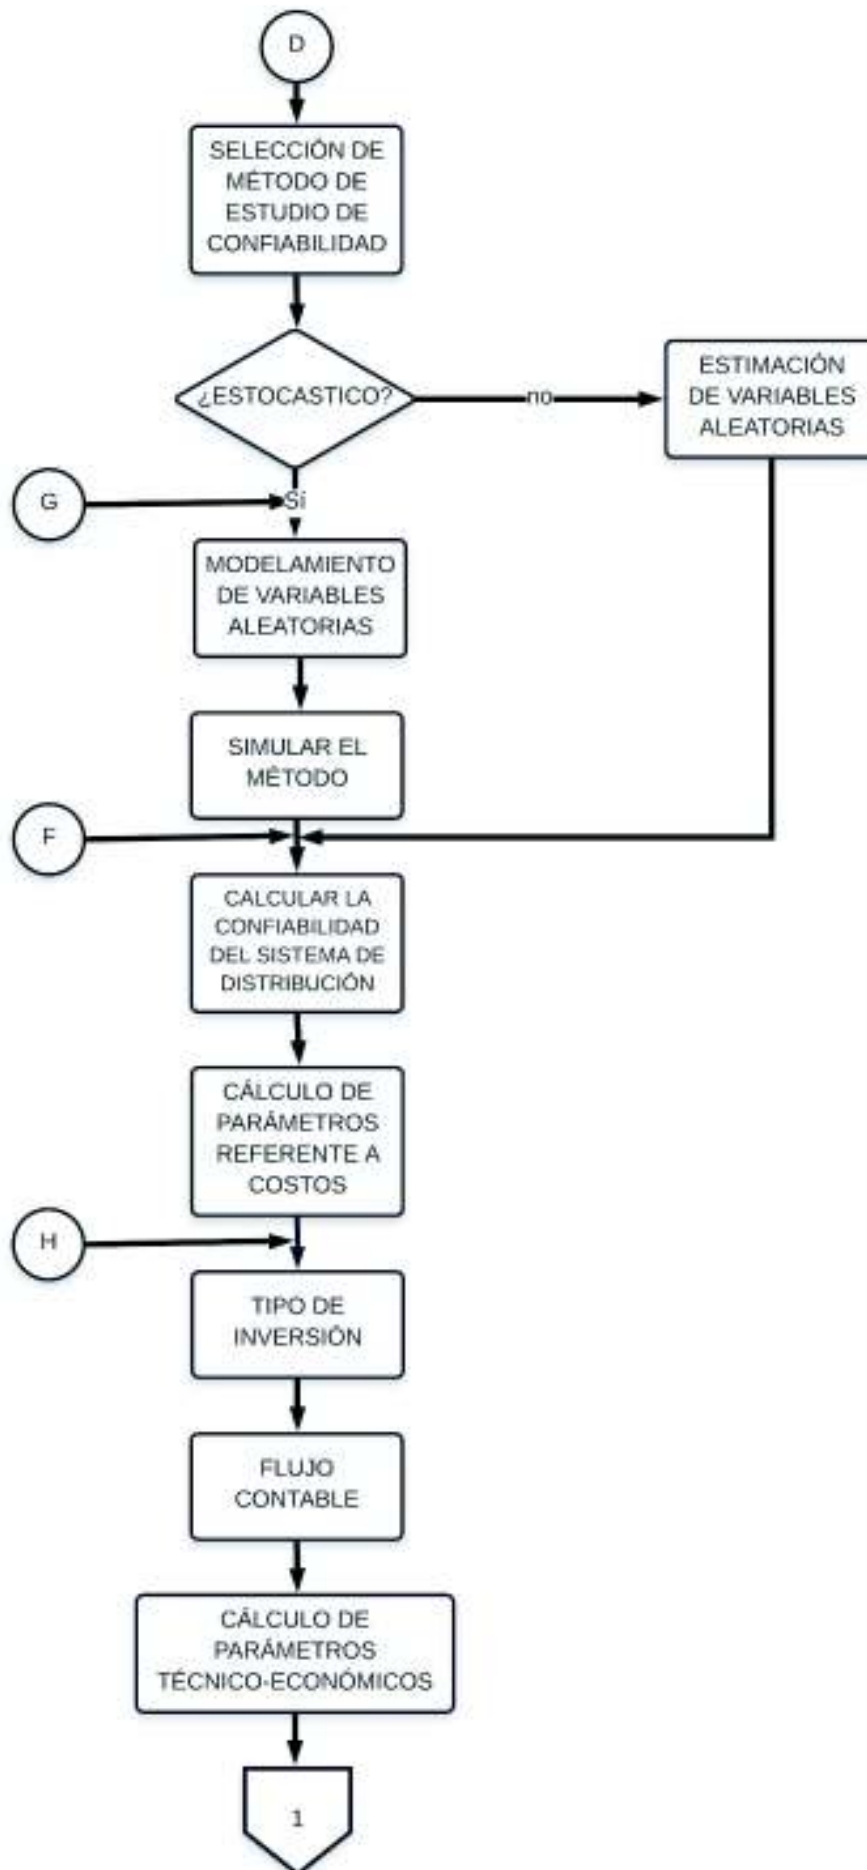 D
SELECCIÓN DE
MÉTODO DE
ESTUDIO DE
CONFIABILIDAD
¿ESTOCASTICO?
no
ESTIMACIÓN
DE VARIABLES
ALEATORIAS
G
Sí
MODELAMIENTO
DE VARIABLES
ALEATORIAS
SIMULAR EL
MÉTODO
F
CALCULAR LA
CONFIABILIDAD
DEL SISTEMA DE
DISTRIBUCIÓN
CÁLCULO DE
PARÁMETROS
REFERENTE A
COSTOS
H
TIPO DE
INVERSIÓN
FLUJO
CONTABLE
CÁLCULO DE
PARÁMETROS
TÉCNICO-ECONÓMICOS
1